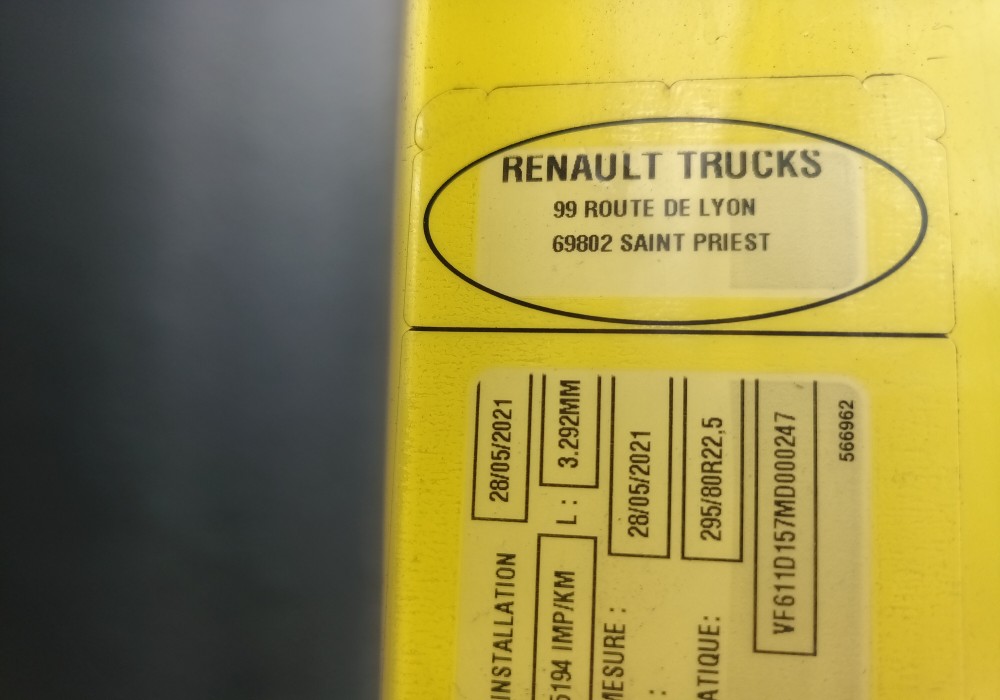 RENAULT TRUCKS
99 ROUTE DE LYON
69802 SAINT PRIEST
INSTALLATION 28/05/2021
5194 IMP/KM L : 3.292MM
MESURE : 28/05/2021
: 295/80R22,5
ATIQUE: VF611D157MD000247
566962